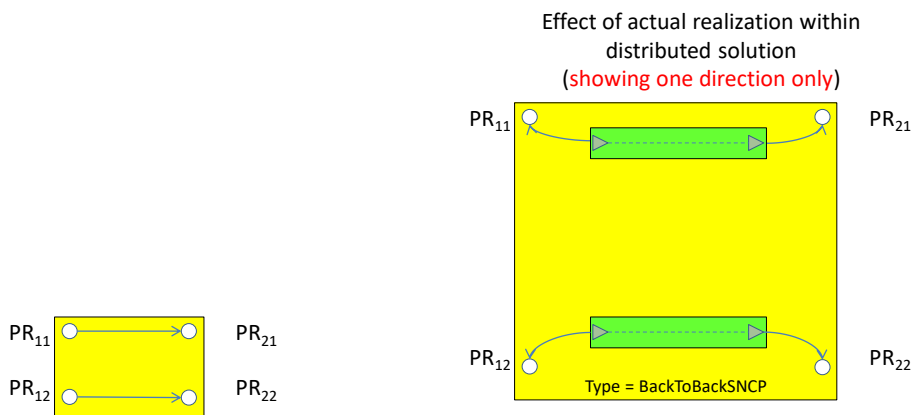 Effect of actual realization within
distributed solution
(showing one direction only)
PR11
PR21
PR11
PR21
PR12
PR22
PR12
PR22
Type = BackToBackSNCP